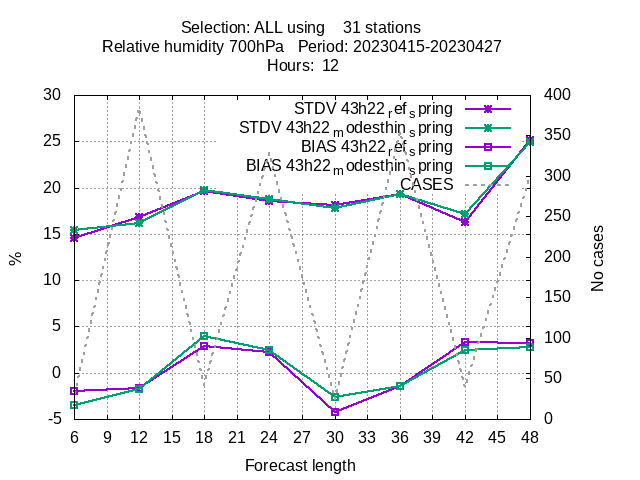 Selection: ALL using    31 stations
Relative humidity 700hPa   Period: 20230415-20230427
Hours:  12
STDV 43h22_ref_spring
STDV 43h22_modesthin_spring
BIAS 43h22_ref_spring
BIAS 43h22_modesthin_spring
CASES
30
25
20
15
10
5
0
-5
%
400
350
300
250
200
150
100
50
0
No cases
6 9 12 15 18 21 24 27 30 33 36 39 42 45 48
Forecast length